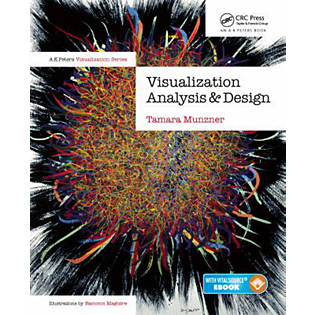 CRC Press
Taylor & Francis Group
AN A K PETERS BOOK
A K Peters Visualization Series
Visualization
Analysis & Design
Tamara Munzner
WITH VITALSOURCE®
EBOOK
Illustrations by Eamonn Maguire